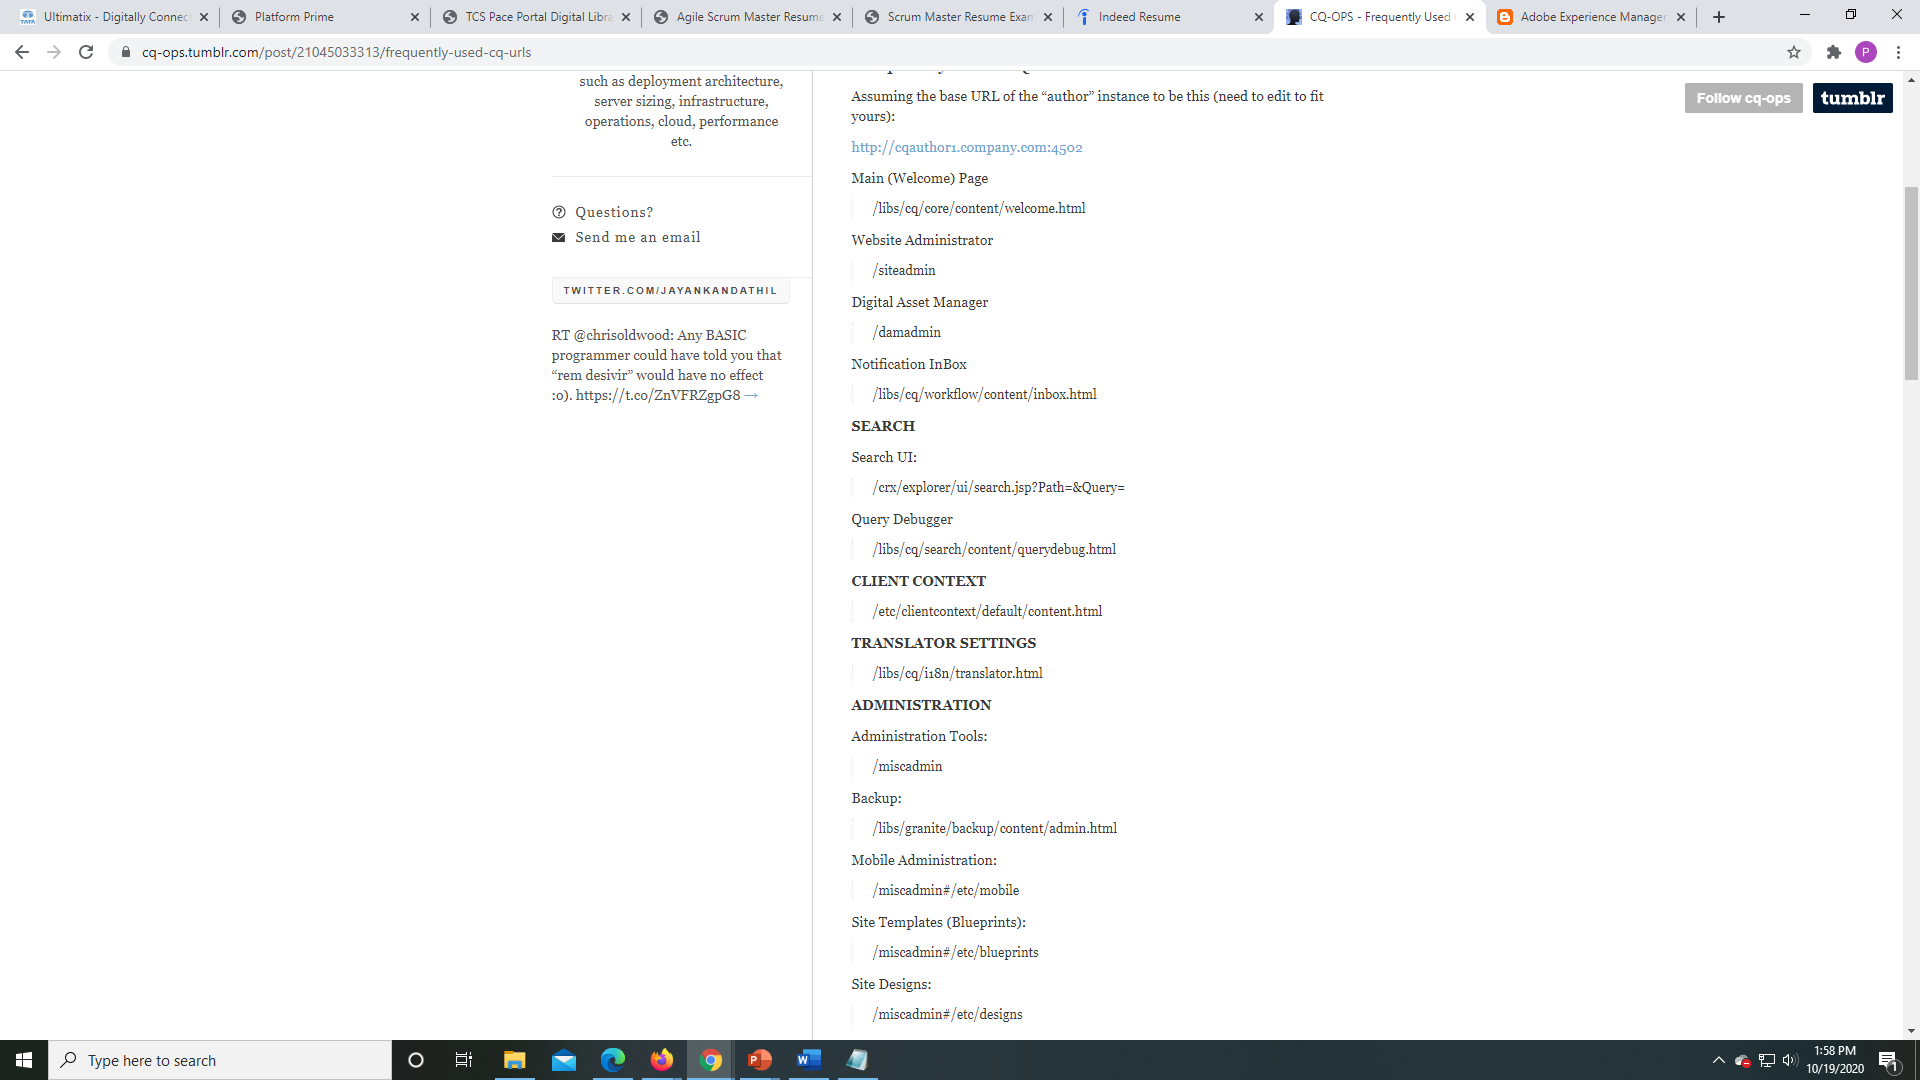 Ultimatix - Digitally Connec
Platform Prime
TCS Pace Portal Digital Libra
Agile Scrum Master Resume
Scrum Master Resume Exam
Indeed Resume
CQ-OPS - Frequently Used
Adobe Experience Manager
cq-ops.tumblr.com/post/21045033313/frequently-used-cq-urls
P
such as deployment architecture,
server sizing, infrastructure,
operations, cloud, performance
etc.
Questions?
Send me an email
TWITTER.COM/JAYANKANDATHIL
RT @chrisoldwood: Any BASIC
programmer could have told you that
“rem desivir” would have no effect
:o). https://t.co/ZnVFRZgpG8 →
Assuming the base URL of the “author” instance to be this (need to edit to fit
yours):
http://cqauthor1.company.com:4502
Main (Welcome) Page
/libs/cq/core/content/welcome.html
Website Administrator
/siteadmin
Digital Asset Manager
/damadmin
Notification InBox
/libs/cq/workflow/content/inbox.html
SEARCH
Search UI:
/crx/explorer/ui/search.jsp?Path=&Query=
Query Debugger
/libs/cq/search/content/querydebug.html
CLIENT CONTEXT
/etc/clientcontext/default/content.html
TRANSLATOR SETTINGS
/libs/cq/i18n/translator.html
ADMINISTRATION
Administration Tools:
/miscadmin
Backup:
/libs/granite/backup/content/admin.html
Mobile Administration:
/miscadmin#/etc/mobile
Site Templates (Blueprints):
/miscadmin#/etc/blueprints
Site Designs:
/miscadmin#/etc/designs
Follow cq-ops
tumblr
Type here to search
1:58 PM
10/19/2020
1